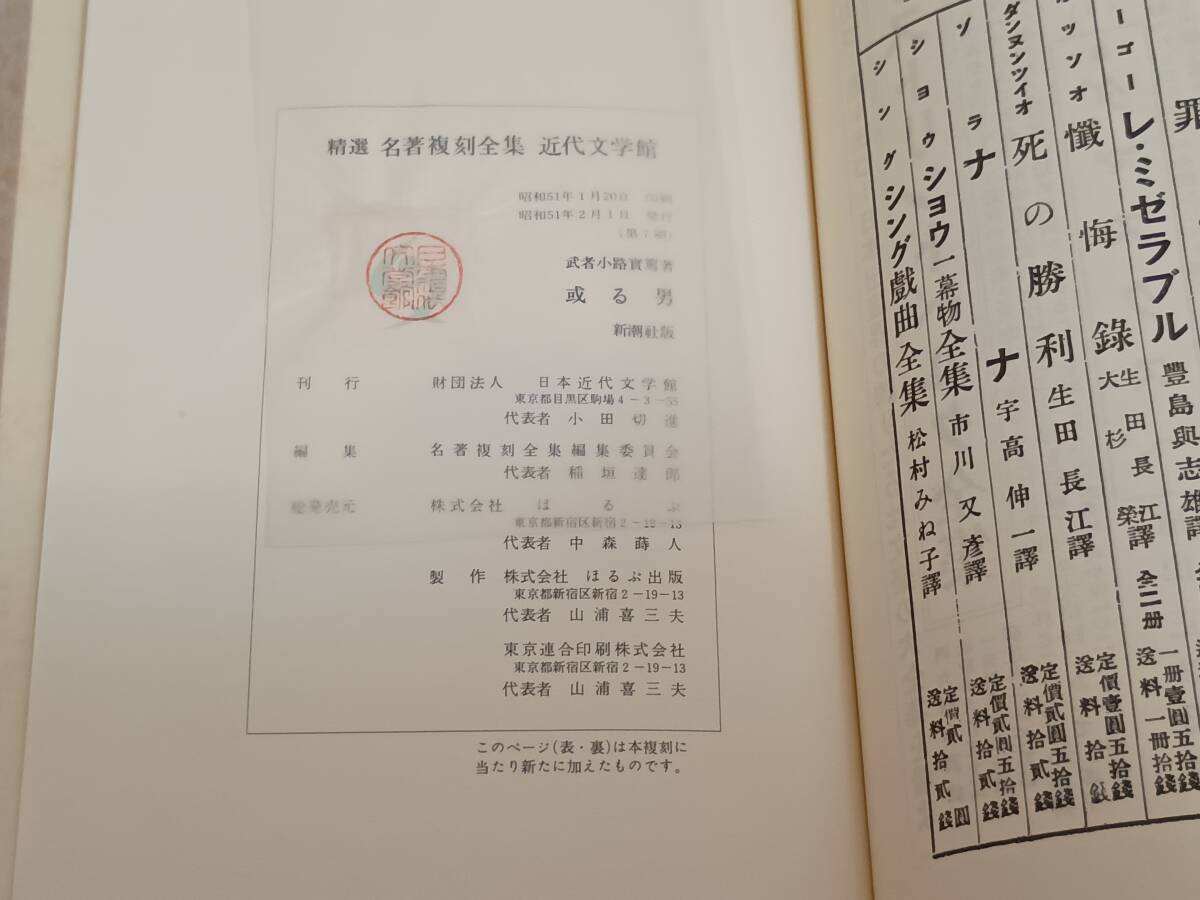 精選 名著複刻全集 近代文学館
昭和51年1月20日 印刷
昭和51年2月1日 発行
(第7刷)
武者小路實篤著
或る男
新潮社版
刊行 財団法人 日本近代文学館
東京都目黒区駒場4-3-55
代表者 小田切進
編集 名著複刻全集編集委員会
代表者 稲垣達郎
総発売元 株式会社 ほるぷ
東京都新宿区新宿2-19-13
代表者 中森蒔人
製作 株式会社 ほるぷ出版
東京都新宿区新宿2-19-13
代表者 山浦喜三夫
東京連合印刷株式会社
東京都新宿区新宿2-19-13
代表者 山浦喜三夫
このページ(表・裏)は本複刻に
当たり新たに加えたものです。
罪
ーゴー レ・ミゼラブル 豊島與志雄譯 全二册 一册壹圓五拾錢 送料一册拾錢
ッソオ 懺悔錄 生田長江 大杉榮譯 定價壹圓五拾錢 送料拾錢
ダンヌンツイオ 死の勝利 生田長江譯 定價貳圓五拾錢 送料拾貳錢
ゾラ ナナ 宇高伸一譯 定價貳圓五拾錢 送料拾貳錢
シヨウ シヨウ一幕物全集 市川又彦譯 定價貳圓 送料拾貳錢
シング シング戲曲全集 松村みね子譯